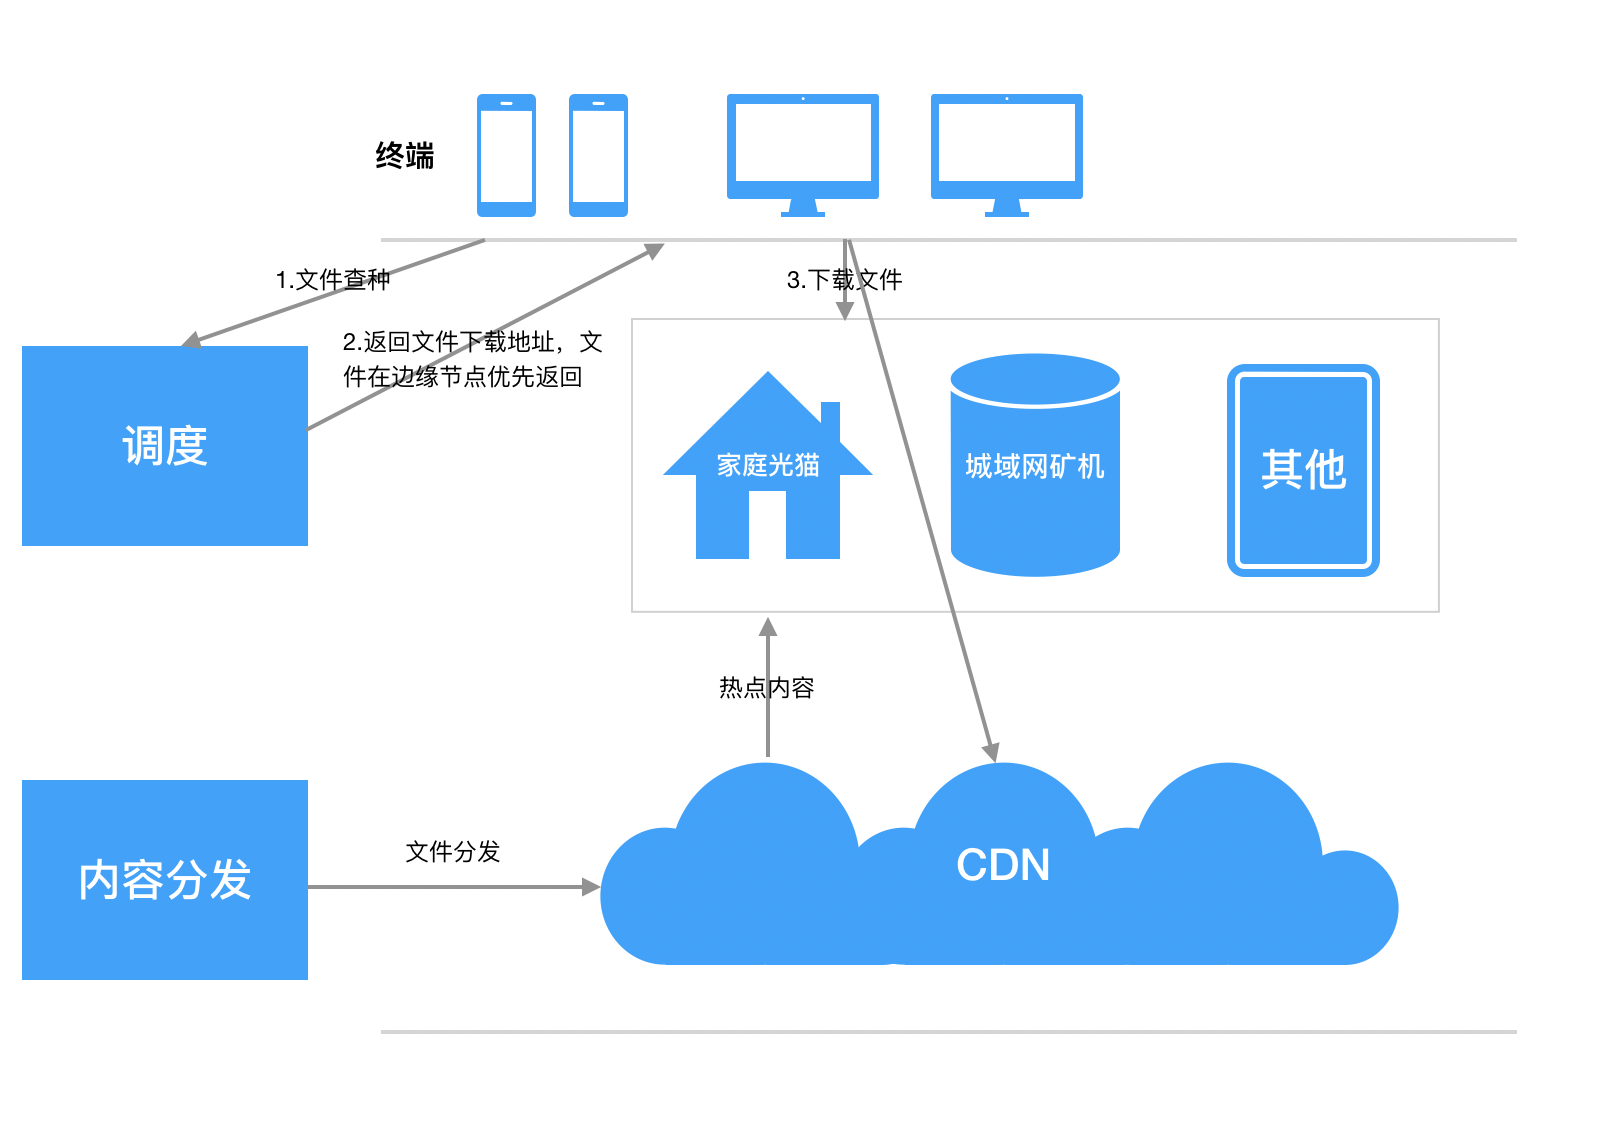 终端
1.文件查种
3.下载文件
2.返回文件下载地址，文
件在边缘节点优先返回
调度
家庭光猫
城域网矿机
其他
热点内容
文件分发
内容分发
CDN